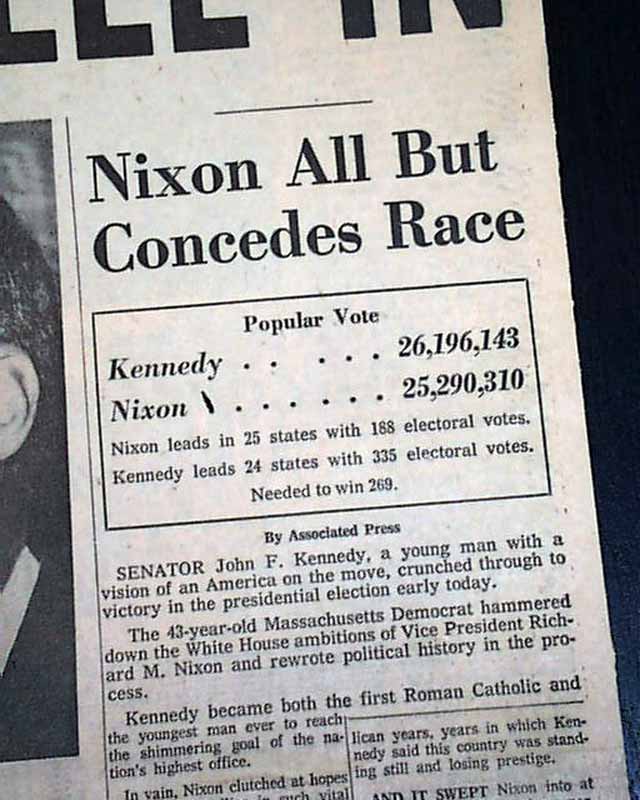 IN
Nixon All But
Concedes Race
Popular Vote
Kennedy . . . . . 26,196,143
Nixon . . . . . . 25,290,310
Nixon leads in 25 states with 188 electoral votes.
Kennedy leads 24 states with 335 electoral votes.
Needed to win 269.
By Associated Press
SENATOR John F. Kennedy, a young man with a
vision of an America on the move, crunched through to
victory in the presidential election early today.
The 43-year-old Massachusetts Democrat hammered
down the White House ambitions of Vice President Rich-
ard M. Nixon and rewrote political history in the pro-
cess.
Kennedy became both the first Roman Catholic and
the youngest man ever to reach
the shimmering goal of the na-
tion's highest office.
In vain, Nixon clutched at hopes
such vital
lican years, years in which Ken-
nedy said this country was stand-
ing still and losing prestige.
AND IT SWEPT Nixon into at